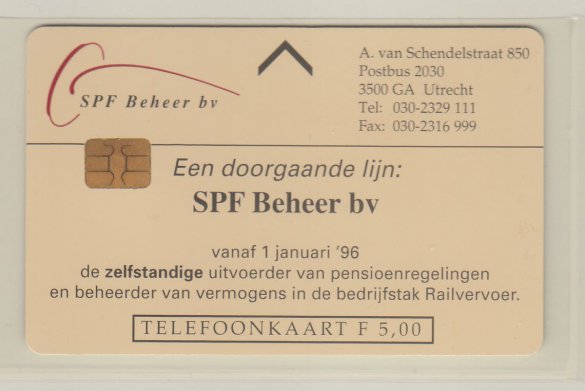 SPF Beheer bv
A. van Schendelstraat 850
Postbus 2030
3500 GA Utrecht
Tel: 030-2329 111
Fax: 030-2316 999
Een doorgaande lijn:
SPF Beheer bv
vanaf 1 januari '96
de zelfstandige uitvoerder van pensioenregelingen
en beheerder van vermogens in de bedrijfstak Railvervoer.
TELEFOONKAART F 5,00